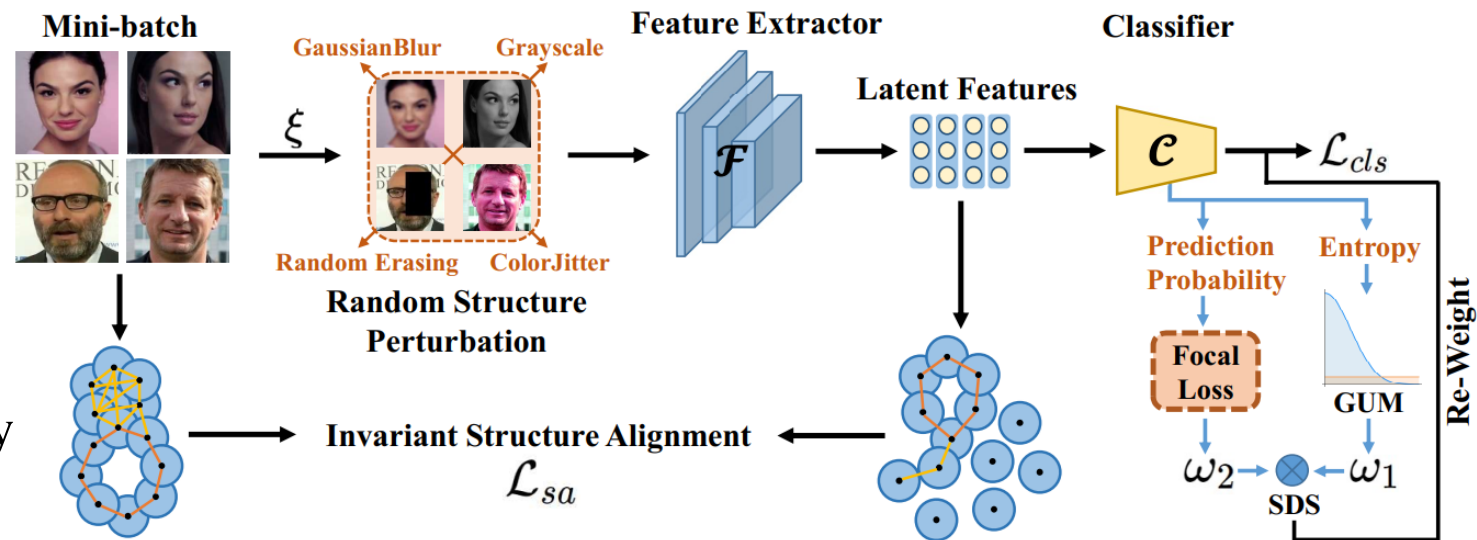 Mini-batch
GaussianBlur
Grayscale
Feature Extractor
Classifier
ξ
Latent Features
𝓕
𝓒
ℒ_cls
Random Erasing
ColorJitter
Random Structure
Perturbation
Prediction
Probability
Entropy
Focal
Loss
GUM
Re-Weight
y
Invariant Structure Alignment
ℒ_sa
ω₂
ω₁
SDS